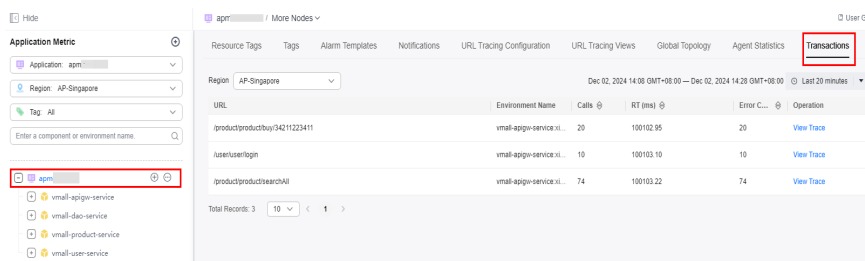 Hide
apm / More Nodes
User G
Application Metric
Application: apm
Region: AP-Singapore
Tag: All
Enter a component or environment name.
apm
vmall-apigw-service
vmall-dao-service
vmall-product-service
vmall-user-service
Resource Tags Tags Alarm Templates Notifications URL Tracing Configuration URL Tracing Views Global Topology Agent Statistics Transactions
Region AP-Singapore Dec 02, 2024 14:08 GMT+08:00 — Dec 02, 2024 14:28 GMT+08:00 Last 20 minutes
URL Environment Name Calls RT (ms) Error C... Operation
/product/product/buy/34211223411 vmall-apigw-service:xi... 20 100102.95 20 View Trace
/user/user/login vmall-apigw-service:xi... 10 100103.10 10 View Trace
/product/product/searchAll vmall-apigw-service:xi... 74 100103.22 74 View Trace
Total Records: 3 10 < 1 >